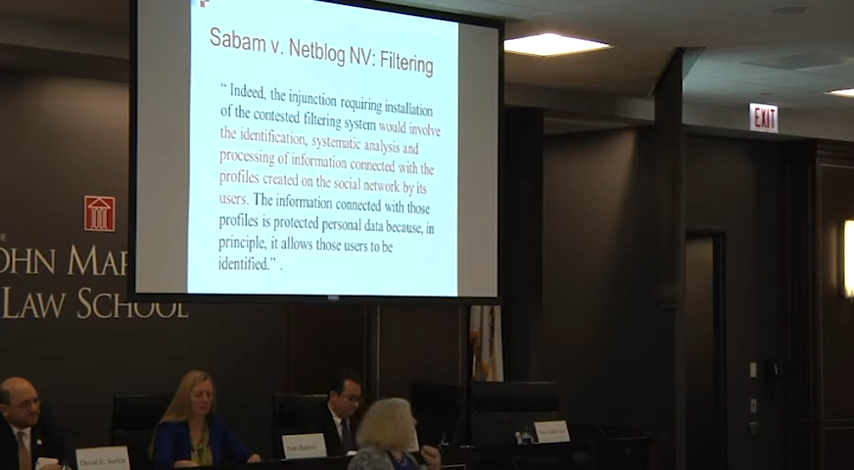 Sabam v. Netblog NV: Filtering
“ Indeed, the injunction requiring installation
of the contested filtering system would involve
the identification, systematic analysis and
processing of information connected with the
profiles created on the social network by its
users. The information connected with those
profiles is protected personal data because, in
principle, it allows those users to be
identified.” .
EXIT
THE
OHN MAR
LAW SCHOOL
David E. Sorkin
Ann Bartow